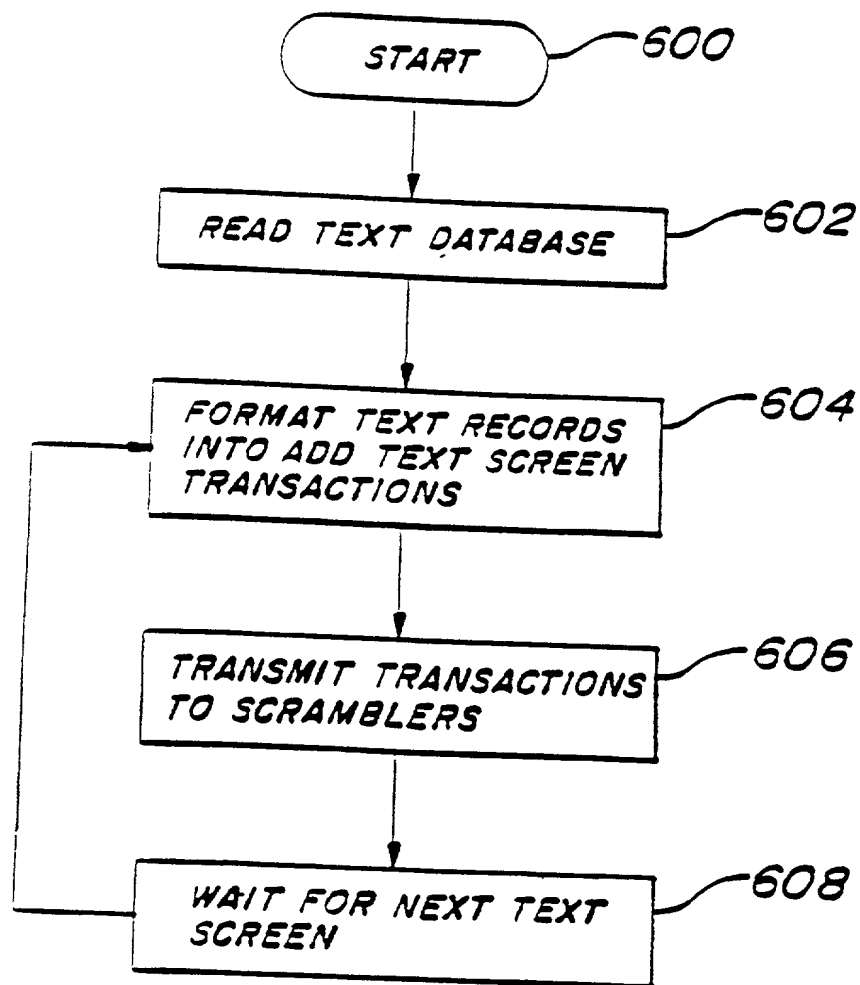 START
600
READ TEXT DATABASE
602
FORMAT TEXT RECORDS
INTO ADD TEXT SCREEN
TRANSACTIONS
604
TRANSMIT TRANSACTIONS
TO SCRAMBLERS
606
WAIT FOR NEXT TEXT
SCREEN
608